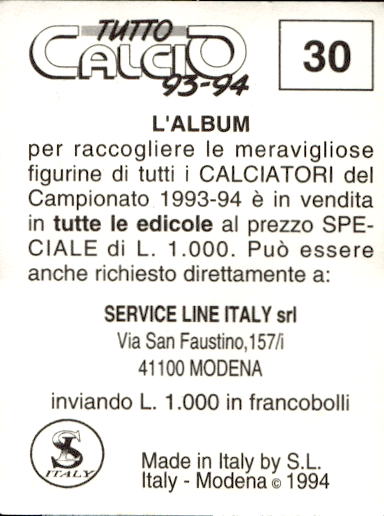 TUTTO
CALCIO
93-94
30
L'ALBUM
per raccogliere le meravigliose
figurine di tutti i CALCIATORI del
Campionato 1993-94 è in vendita
in tutte le edicole al prezzo SPE-
CIALE di L. 1.000. Può essere
anche richiesto direttamente a:
SERVICE LINE ITALY srl
Via San Faustino,157/i
41100 MODENA
inviando L. 1.000 in francobolli
SL
ITALY
Made in Italy by S.L.
Italy - Modena © 1994